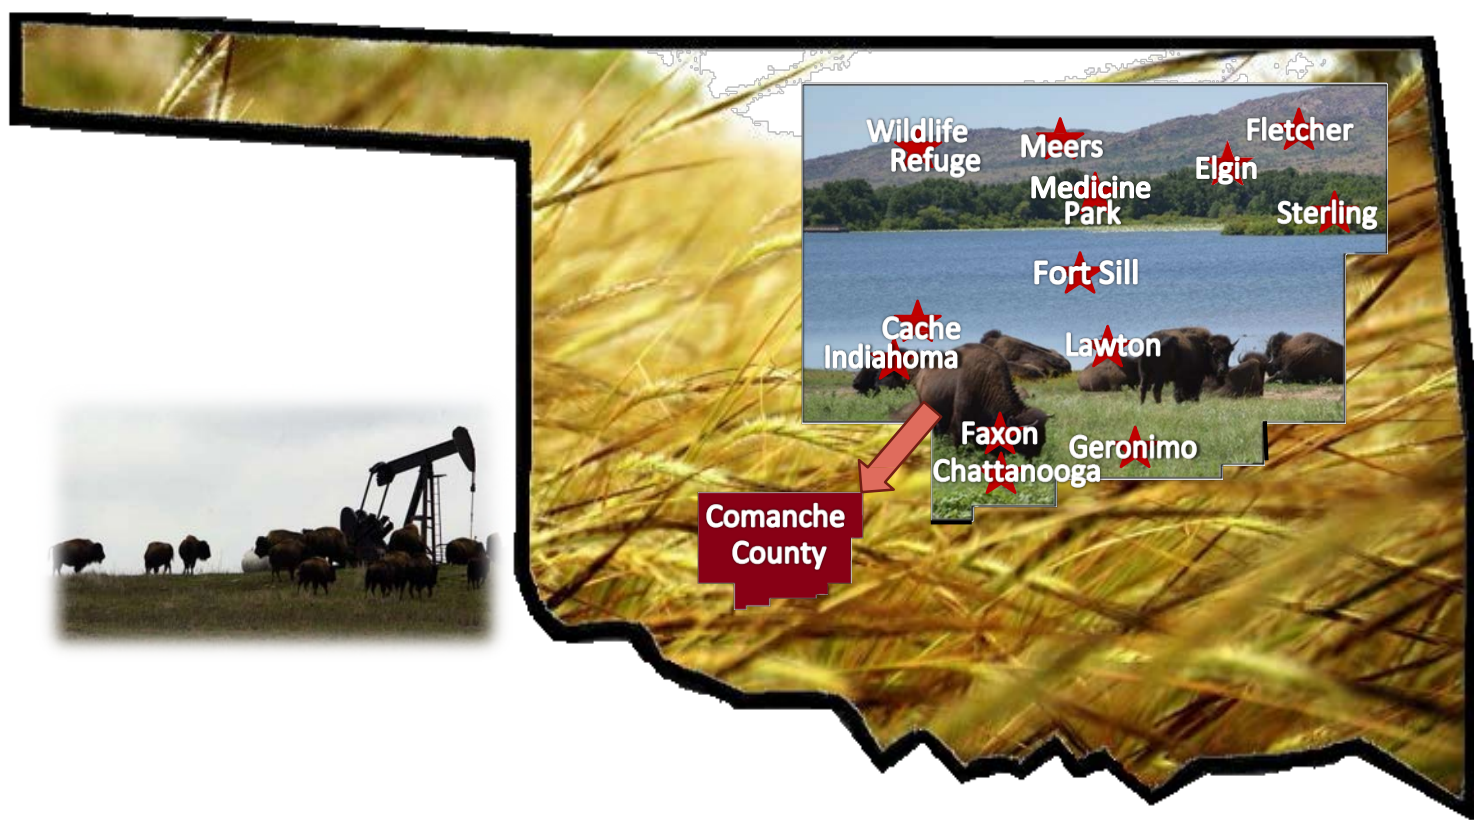 Wildlife
Refuge
Meers
Fletcher
Elgin
Medicine
Park
Sterling
Fort Sill
Cache
Indiahoma
Lawton
Faxon
Chattanooga
Geronimo
Comanche
County